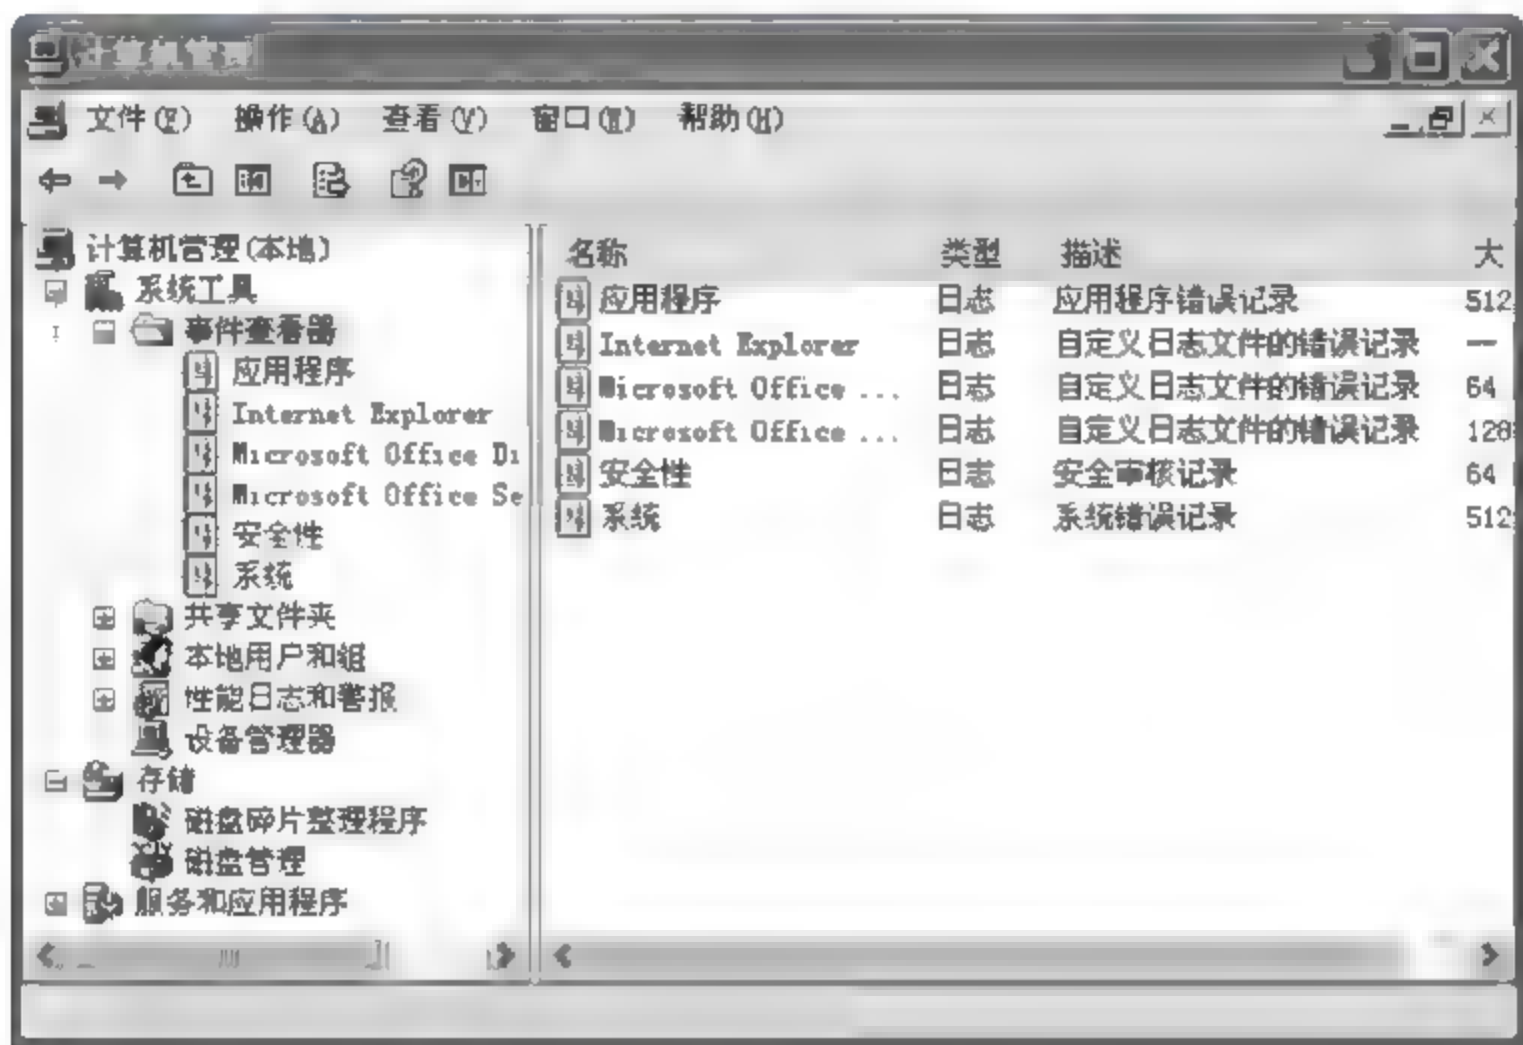 计算机管理
文件(F) 操作(A) 查看(V) 窗口(W) 帮助(H)
计算机管理(本地)
系统工具
事件查看器
应用程序
Internet Explorer
Microsoft Office Di
Microsoft Office Se
安全性
系统
共享文件夹
本地用户和组
性能日志和警报
设备管理器
存储
磁盘碎片整理程序
磁盘管理
服务和应用程序
名称 类型 描述 大
应用程序 日志 应用程序错误记录 512
Internet Explorer 日志 自定义日志文件的错误记录 —
Microsoft Office ... 日志 自定义日志文件的错误记录 64
Microsoft Office ... 日志 自定义日志文件的错误记录 128
安全性 日志 安全审核记录 64
系统 日志 系统错误记录 512